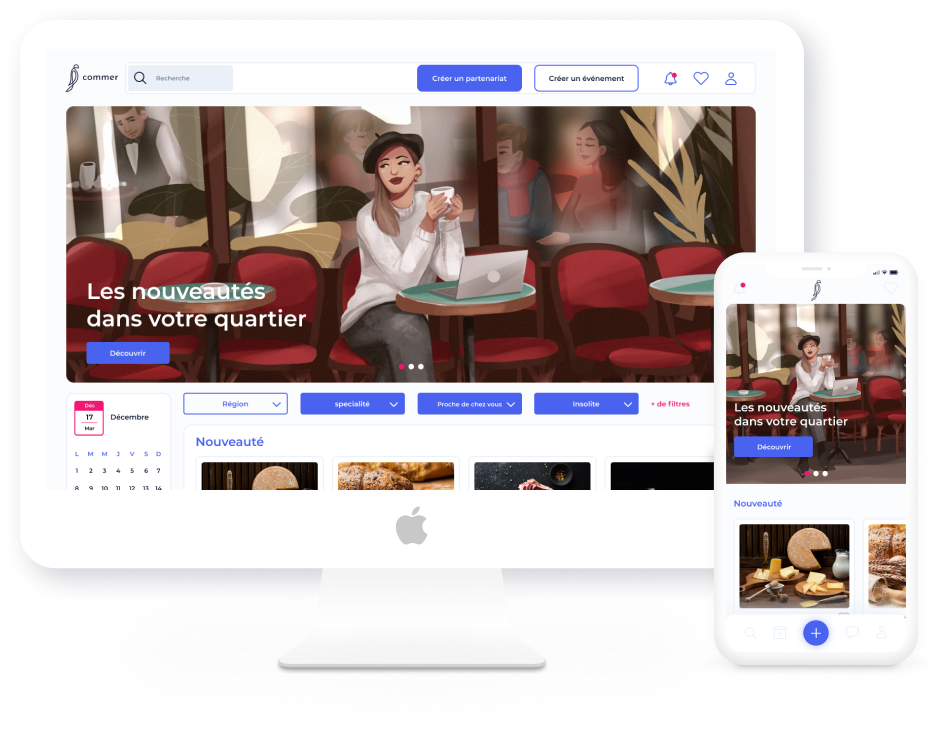 commer
Recherche
Créer un partenariat
Créer un événement
Les nouveautés
dans votre quartier
Découvrir
Déc
17
Mar
Décembre
L M M J V S D
1 2 3 4 5 6 7
8 9 10 11 12 13 14
Région
specialité
Proche de chez vous
Insolite
+ de filtres
Nouveauté
Les nouveautés
dans votre quartier
Découvrir
Nouveauté